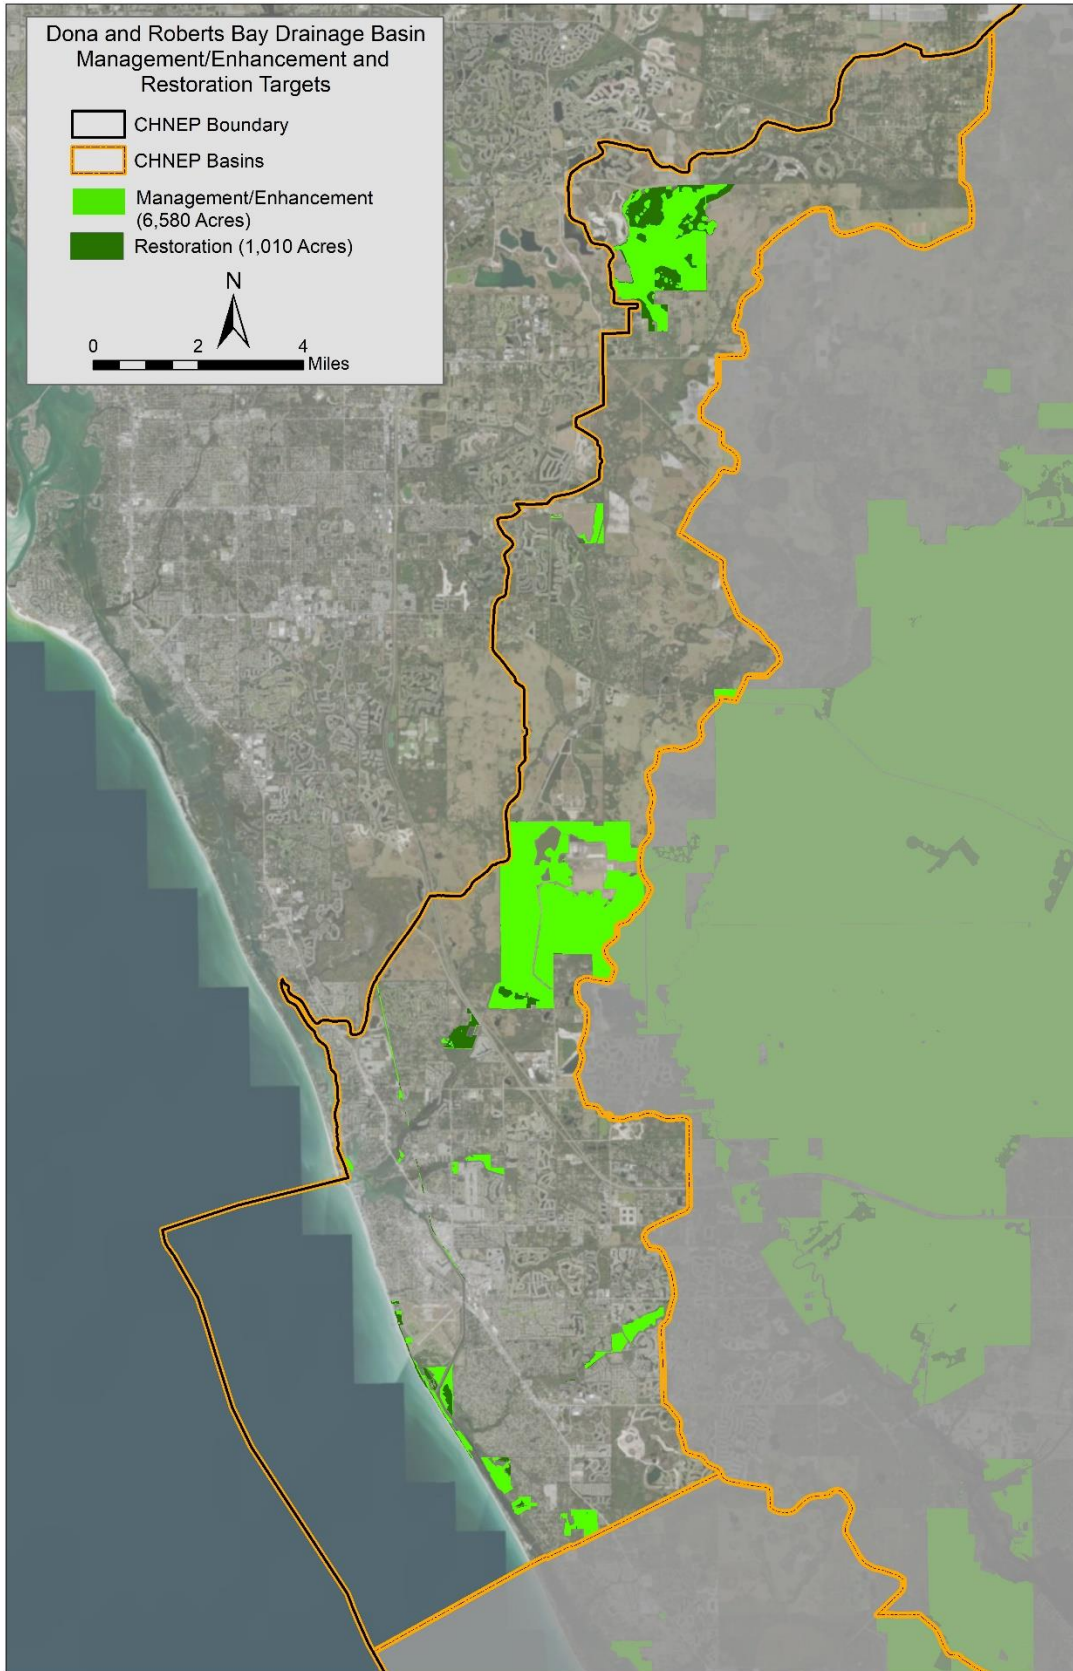 Dona and Roberts Bay Drainage Basin
Management/Enhancement and
Restoration Targets
CHNEP Boundary
CHNEP Basins
Management/Enhancement
(6,580 Acres)
Restoration (1,010 Acres)
N
0 2 4
Miles